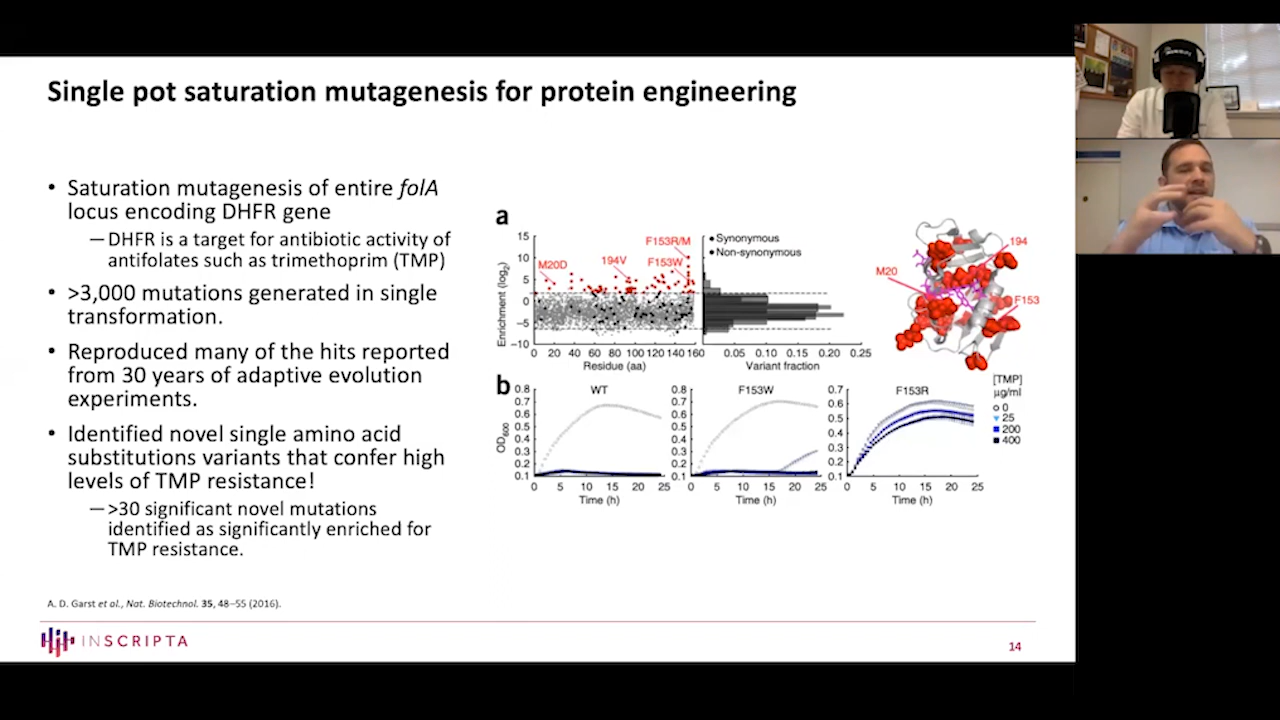 Single pot saturation mutagenesis for protein engineering
• Saturation mutagenesis of entire folA
locus encoding DHFR gene
—DHFR is a target for antibiotic activity of
antifolates such as trimethoprim (TMP)
• >3,000 mutations generated in single
transformation.
• Reproduced many of the hits reported
from 30 years of adaptive evolution
experiments.
• Identified novel single amino acid
substitutions variants that confer high
levels of TMP resistance!
—>30 significant novel mutations
identified as significantly enriched for
TMP resistance.
a
Enrichment (log2)
15
10
5
0
−5
−10
M20D
194V
F153R/M
F153W
0 20 40 60 80 100 120 140 160
Residue (aa)
Synonymous
Non-synonymous
0.05 0.10 0.15 0.20 0.25
Variant fraction
194
M20
F153
b
OD600
WT
0.8
0.7
0.6
0.5
0.4
0.3
0.2
0.1
0 5 10 15 20 25
Time (h)
F153W
0.8
0.7
0.6
0.5
0.4
0.3
0.2
0.1
0 5 10 15 20 25
Time (h)
F153R
0.7
0.6
0.5
0.4
0.3
0.2
0.1
0 5 10 15 20 25
Time (h)
[TMP]
µg/ml
0
25
200
400
A. D. Garst et al., Nat. Biotechnol. 35, 48–55 (2016).
INSCRIPTA
14